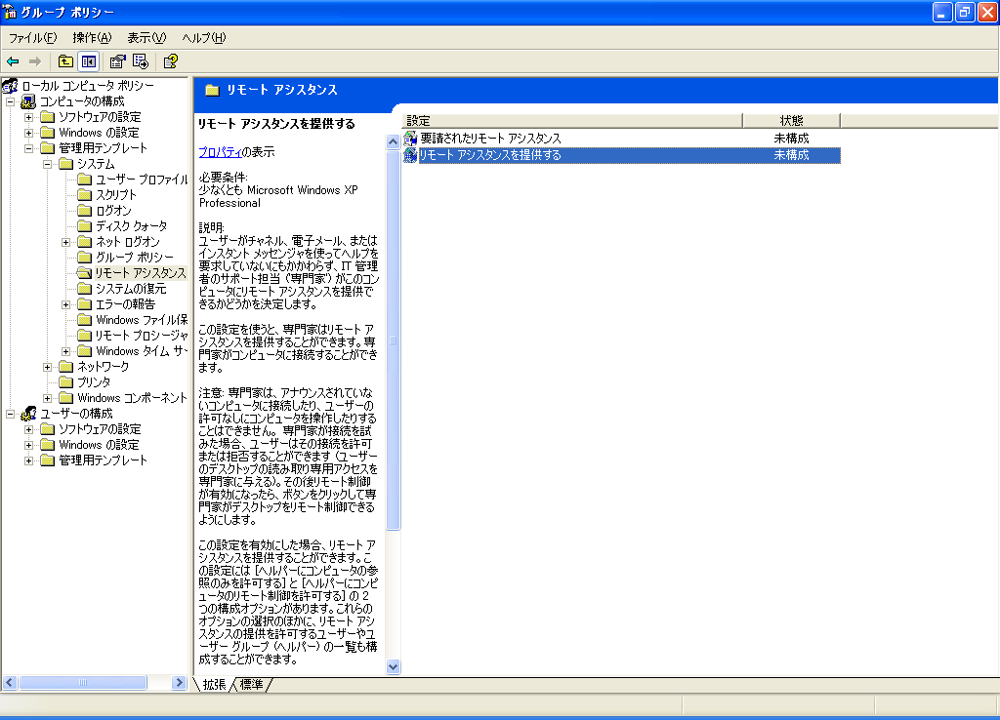 グループ ポリシー
ファイル(F) 操作(A) 表示(V) ヘルプ(H)
ローカル コンピュータ ポリシー
コンピュータの構成
ソフトウェアの設定
Windows の設定
管理用テンプレート
システム
ユーザー プロファイル
スクリプト
ログオン
ディスク クォータ
ネット ログオン
グループ ポリシー
リモート アシスタンス
システムの復元
エラーの報告
Windows ファイル保
リモート プロシージャ
Windows タイム サー
ネットワーク
プリンタ
Windows コンポーネント
ユーザーの構成
ソフトウェアの設定
Windows の設定
管理用テンプレート
リモート アシスタンス
リモート アシスタンスを提供する
プロパティの表示
必要条件:
少なくとも Microsoft Windows XP
Professional
説明:
ユーザーがチャネル、電子メール、または
インスタント メッセンジャを使ってヘルプを
要求していないにもかかわらず、IT 管理
者のサポート担当 ('専門家') がこのコン
ピュータにリモート アシスタンスを提供で
きるかどうかを決定します。
この設定を使うと、専門家はリモート ア
シスタンスを提供することができます。専
門家がコンピュータに接続することができ
ます。
注意: 専門家は、アナウンスされていな
いコンピュータに接続したり、ユーザーの
許可なしにコンピュータを操作したりする
ことはできません。 専門家が接続を試
みた場合、ユーザーはその接続を許可
または拒否することができます (ユーザー
のデスクトップの読み取り専用アクセスを
専門家に与える)。その後リモート制御
が有効になったら、ボタンをクリックして専
門家がデスクトップをリモート制御できる
ようにします。
この設定を有効にした場合、リモート ア
シスタンスを提供することができます。こ
の設定には [ヘルパーにコンピュータの参
照のみを許可する] と [ヘルパーにコンピ
ュータのリモート制御を許可する] の 2
つの構成オプションがあります。これらの
オプションの選択のほかに、リモート アシ
スタンスの提供を許可するユーザーやユ
ーザー グループ (ヘルパー) の一覧も構
成することができます。
設定 状態
要請されたリモート アシスタンス 未構成
リモート アシスタンスを提供する 未構成
拡張 標準